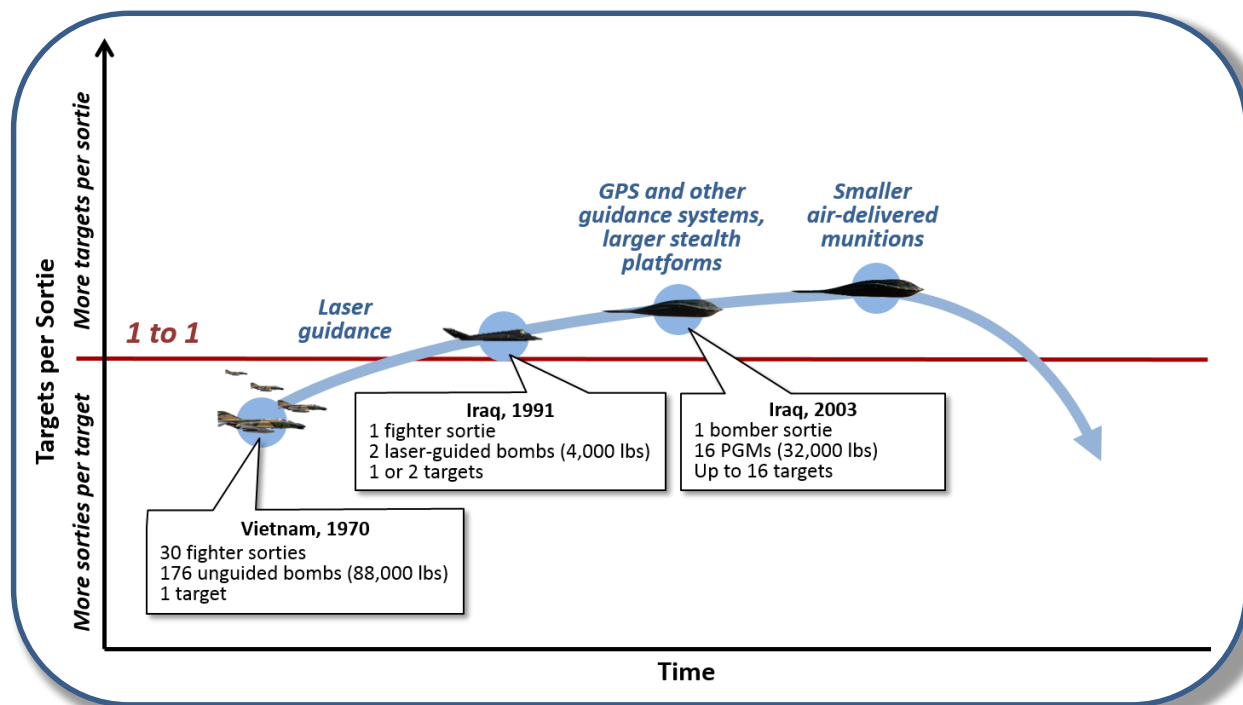 Targets per Sortie
More targets per sortie
More sorties per target
1 to 1
Laser
guidance
GPS and other
guidance systems,
larger stealth
platforms
Smaller
air-delivered
munitions
Vietnam, 1970
30 fighter sorties
176 unguided bombs (88,000 lbs)
1 target
Iraq, 1991
1 fighter sortie
2 laser-guided bombs (4,000 lbs)
1 or 2 targets
Iraq, 2003
1 bomber sortie
16 PGMs (32,000 lbs)
Up to 16 targets
Time